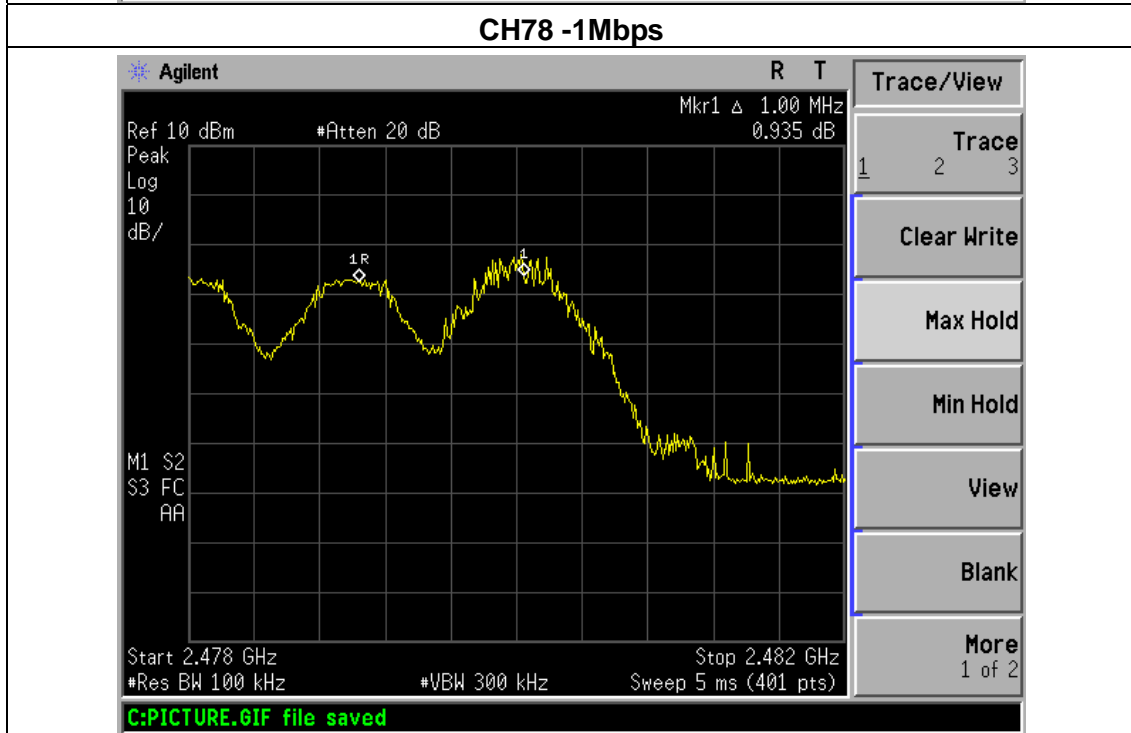 CH78 -1Mbps
Agilent R T
Mkr1 Δ 1.00 MHz
Ref 10 dBm #Atten 20 dB 0.935 dB
Peak
Log
10
dB/
1R
1
M1 S2
S3 FC
AA
Start 2.478 GHz Stop 2.482 GHz
#Res BW 100 kHz #VBW 300 kHz Sweep 5 ms (401 pts)
C:PICTURE.GIF file saved
Trace/View
Trace
1 2 3
Clear Write
Max Hold
Min Hold
View
Blank
More
1 of 2